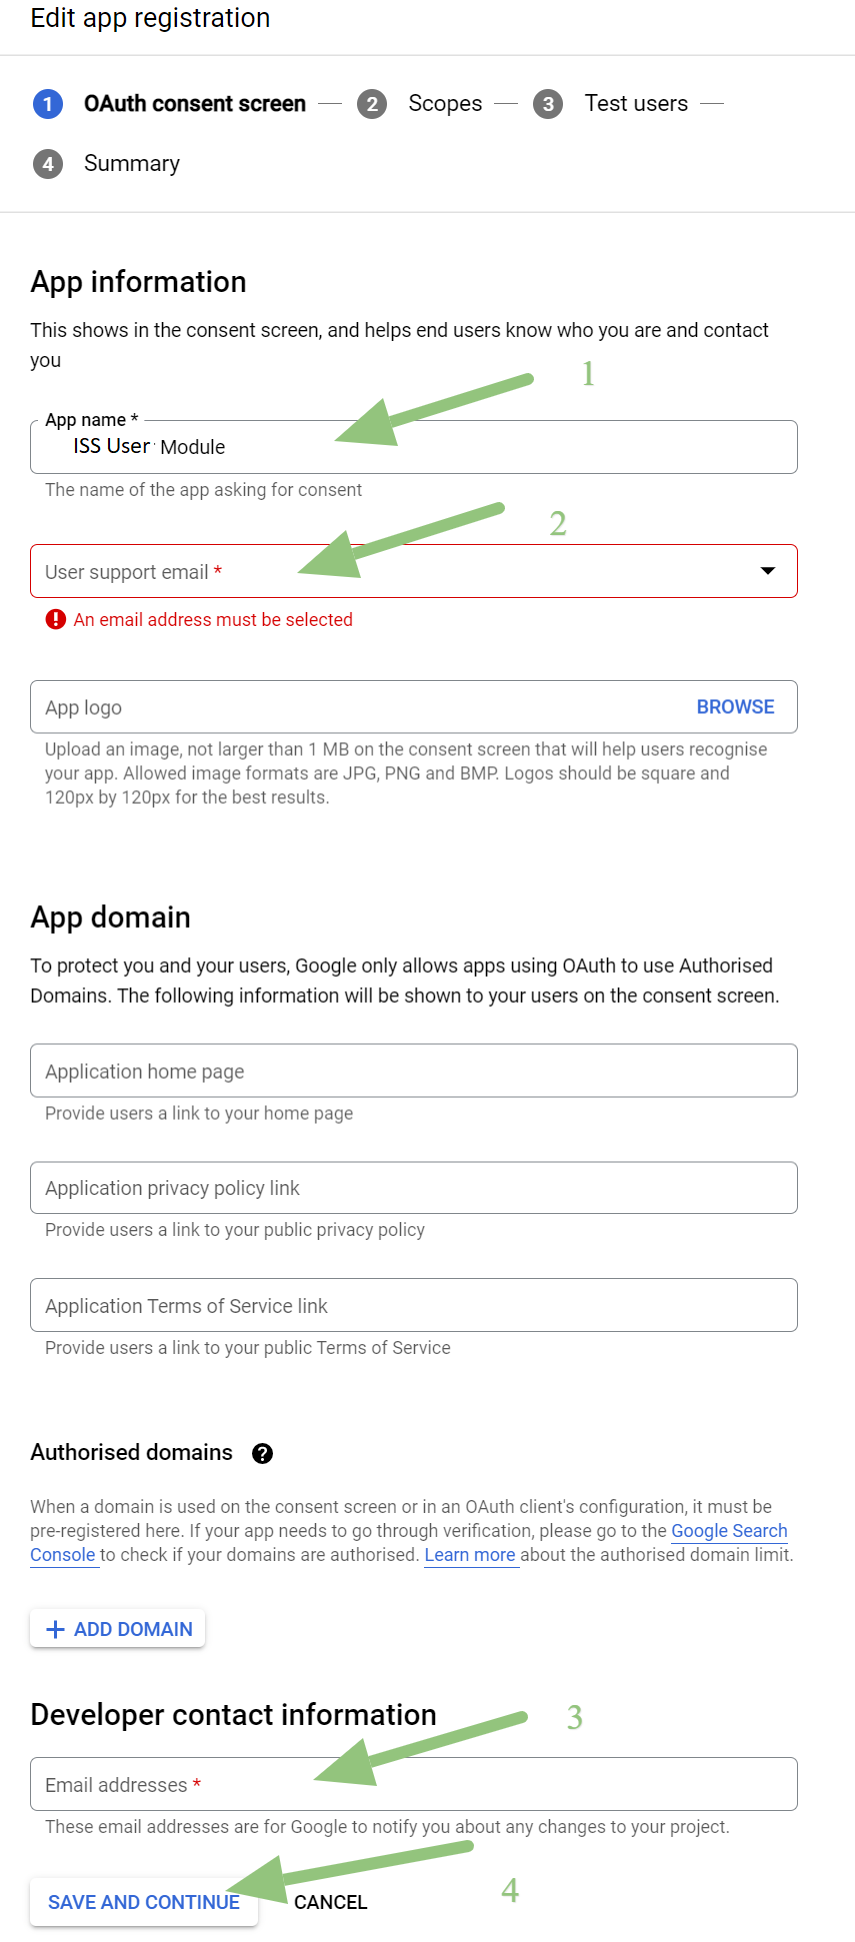 Edit app registration
1 OAuth consent screen 2 Scopes 3 Test users
4 Summary
App information
This shows in the consent screen, and helps end users know who you are and contact
you
1
App name *
ISS User Module
The name of the app asking for consent
2
User support email *
! An email address must be selected
App logo BROWSE
Upload an image, not larger than 1 MB on the consent screen that will help users recognise
your app. Allowed image formats are JPG, PNG and BMP. Logos should be square and
120px by 120px for the best results.
App domain
To protect you and your users, Google only allows apps using OAuth to use Authorised
Domains. The following information will be shown to your users on the consent screen.
Application home page
Provide users a link to your home page
Application privacy policy link
Provide users a link to your public privacy policy
Application Terms of Service link
Provide users a link to your public Terms of Service
Authorised domains ?
When a domain is used on the consent screen or in an OAuth client's configuration, it must be
pre-registered here. If your app needs to go through verification, please go to the Google Search
Console to check if your domains are authorised. Learn more about the authorised domain limit.
+ ADD DOMAIN
Developer contact information
3
Email addresses *
These email addresses are for Google to notify you about any changes to your project.
SAVE AND CONTINUE CANCEL 4